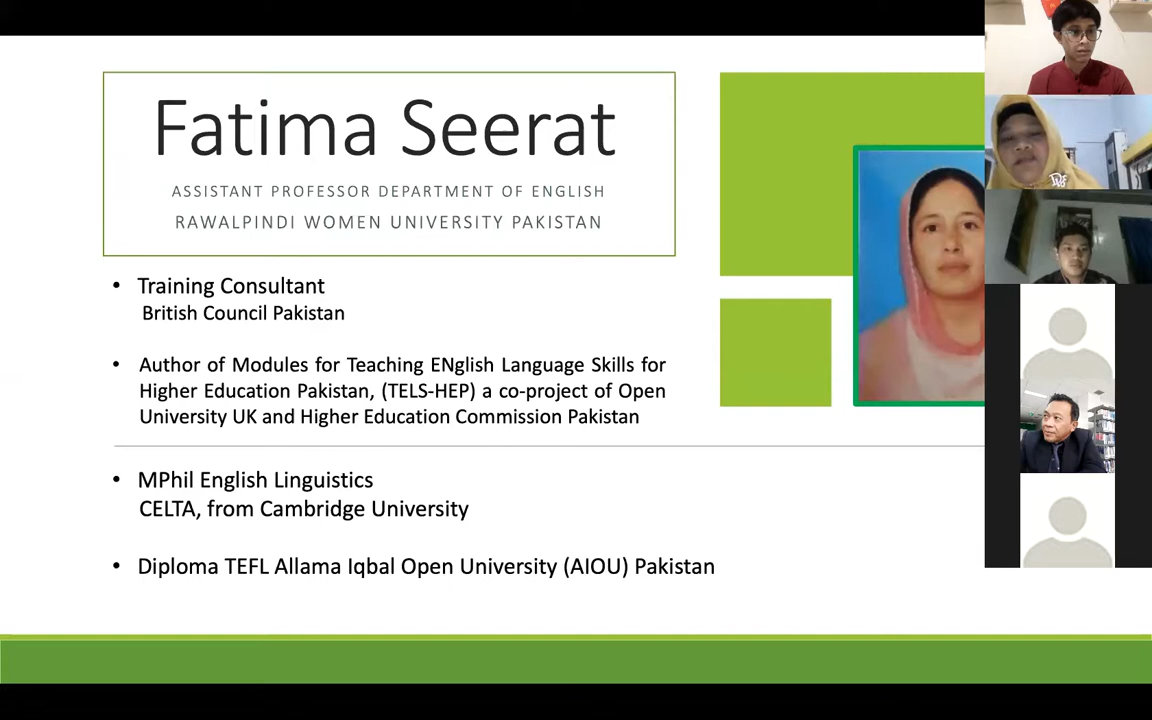 Fatima Seerat
ASSISTANT PROFESSOR DEPARTMENT OF ENGLISH
RAWALPINDI WOMEN UNIVERSITY PAKISTAN
• Training Consultant
British Council Pakistan
• Author of Modules for Teaching ENglish Language Skills for
Higher Education Pakistan, (TELS-HEP) a co-project of Open
University UK and Higher Education Commission Pakistan
• MPhil English Linguistics
CELTA, from Cambridge University
• Diploma TEFL Allama Iqbal Open University (AIOU) Pakistan